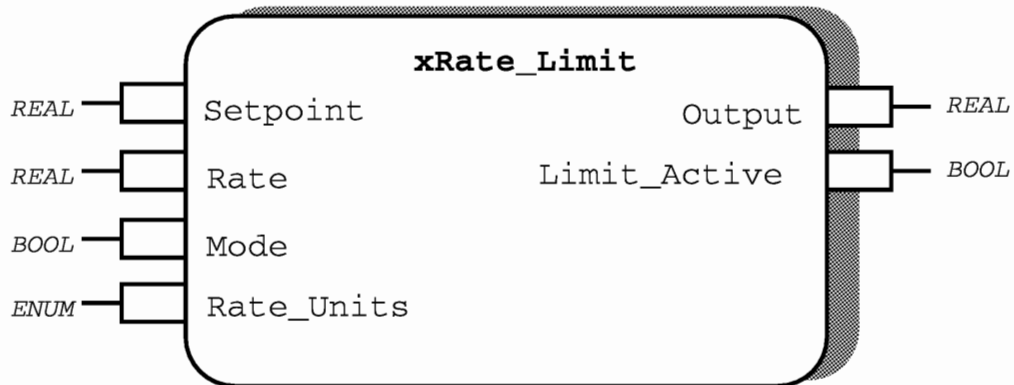 xRate_Limit
REAL Setpoint Output REAL
REAL Rate Limit_Active BOOL
BOOL Mode
ENUM Rate_Units